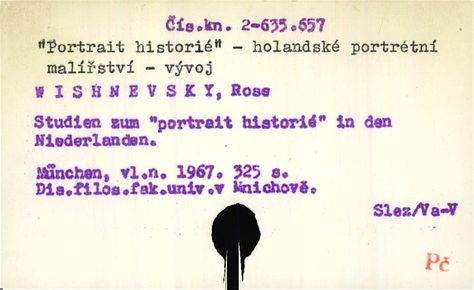 Čís.kn. 2-635.657
"Portrait historié" - holandské portrétní
malířství - vývoj
W I S H N E V S K Y, Rose
Studien zum "portrait historié" in den
Niederlanden.
München, vl.n. 1967. 325 s.
Dis.filos.fak.univ.v Mnichově.
Slez/Va-V
Pč